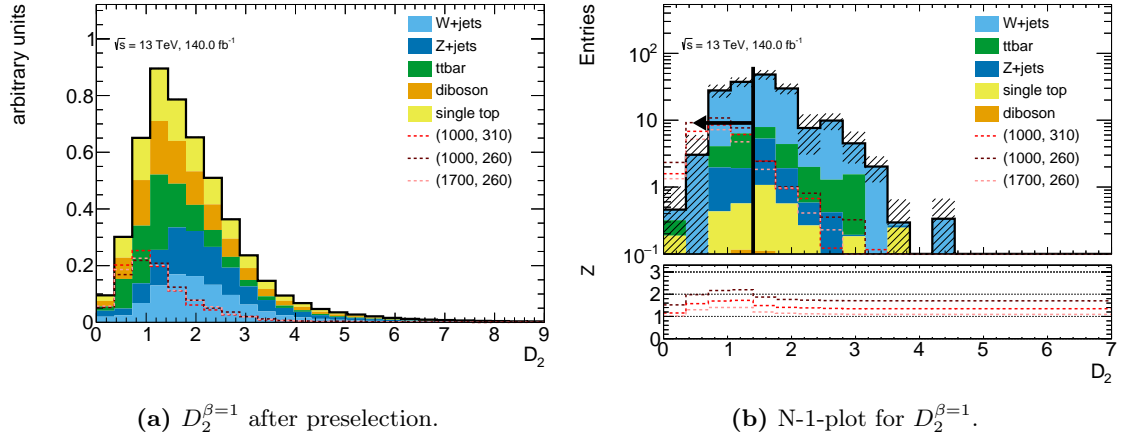 arbitrary units
1
0.8
0.6
0.4
0.2
0
√s = 13 TeV, 140.0 fb⁻¹
W+jets
Z+jets
ttbar
diboson
single top
(1000, 310)
(1000, 260)
(1700, 260)
0 1 2 3 4 5 6 7 8 9
D₂
(a) D₂^{β=1} after preselection.
Entries
10²
10
1
10⁻¹
√s = 13 TeV, 140.0 fb⁻¹
W+jets
ttbar
Z+jets
single top
diboson
(1000, 310)
(1000, 260)
(1700, 260)
Z
3
2
1
0
0 1 2 3 4 5 6 7
D₂
(b) N-1-plot for D₂^{β=1}.